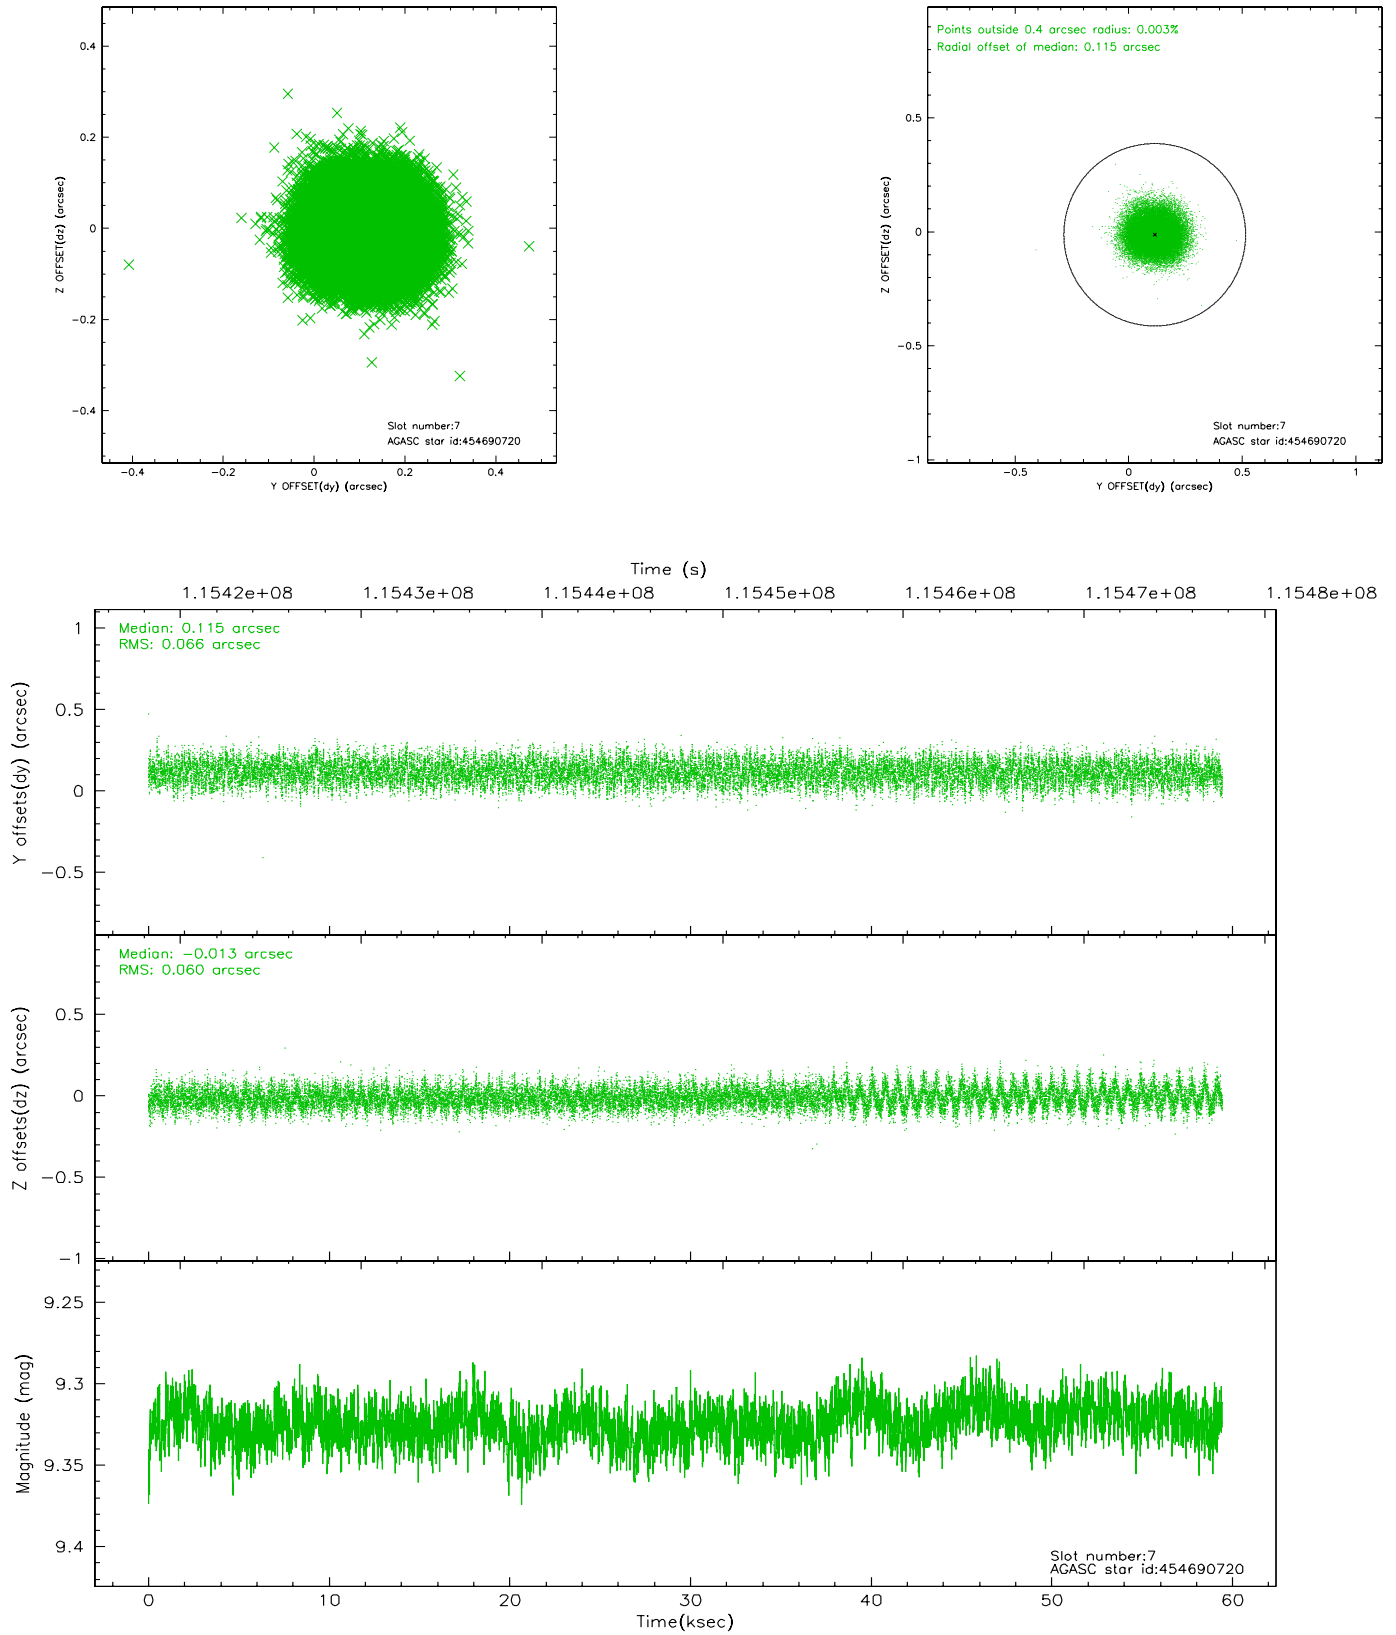 0.4
0.2
0
−0.2
−0.4
Z OFFSET(dz) (arcsec)
Slot number:7
AGASC star id:454690720
−0.4 −0.2 0 0.2 0.4
Y OFFSET(dy) (arcsec)
Points outside 0.4 arcsec radius: 0.003%
Radial offset of median: 0.115 arcsec
0.5
0
−0.5
−1
Z OFFSET(dz) (arcsec)
Slot number:7
AGASC star id:454690720
−0.5 0 0.5 1
Y OFFSET(dy) (arcsec)
Time (s)
1.1542e+08 1.1543e+08 1.1544e+08 1.1545e+08 1.1546e+08 1.1547e+08 1.1548e+08
Median: 0.115 arcsec
RMS: 0.066 arcsec
1
0.5
0
−0.5
Y offsets(dy) (arcsec)
Median: −0.013 arcsec
RMS: 0.060 arcsec
0.5
0
−0.5
−1
Z offsets(dz) (arcsec)
9.25
9.3
9.35
9.4
Magnitude (mag)
Slot number:7
AGASC star id:454690720
0 10 20 30 40 50 60
Time(ksec)